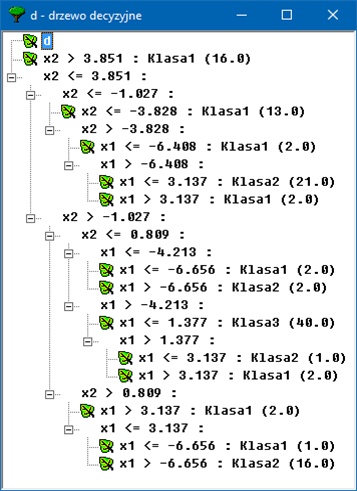 d - drzewo decyzyjne
d
x2 > 3.851 : Klasa1 (16.0)
x2 <= 3.851 :
x2 <= -1.027 :
x2 <= -3.828 : Klasa1 (13.0)
x2 > -3.828 :
x1 <= -6.408 : Klasa1 (2.0)
x1 > -6.408 :
x1 <= 3.137 : Klasa2 (21.0)
x1 > 3.137 : Klasa1 (2.0)
x2 > -1.027 :
x2 <= 0.809 :
x1 <= -4.213 :
x1 <= -6.656 : Klasa1 (2.0)
x1 > -6.656 : Klasa2 (2.0)
x1 > -4.213 :
x1 <= 1.377 : Klasa3 (40.0)
x1 > 1.377 :
x1 <= 3.137 : Klasa2 (1.0)
x1 > 3.137 : Klasa1 (2.0)
x2 > 0.809 :
x1 > 3.137 : Klasa1 (2.0)
x1 <= 3.137 :
x1 <= -6.656 : Klasa1 (1.0)
x1 > -6.656 : Klasa2 (16.0)